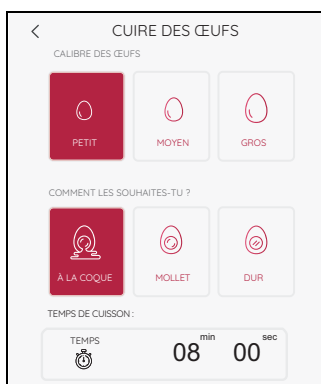 CUIRE DES ŒUFS
CALIBRE DES ŒUFS
PETIT MOYEN GROS
COMMENT LES SOUHAITES-TU ?
À LA COQUE MOLLET DUR
TEMPS DE CUISSON :
TEMPS 08 min 00 sec